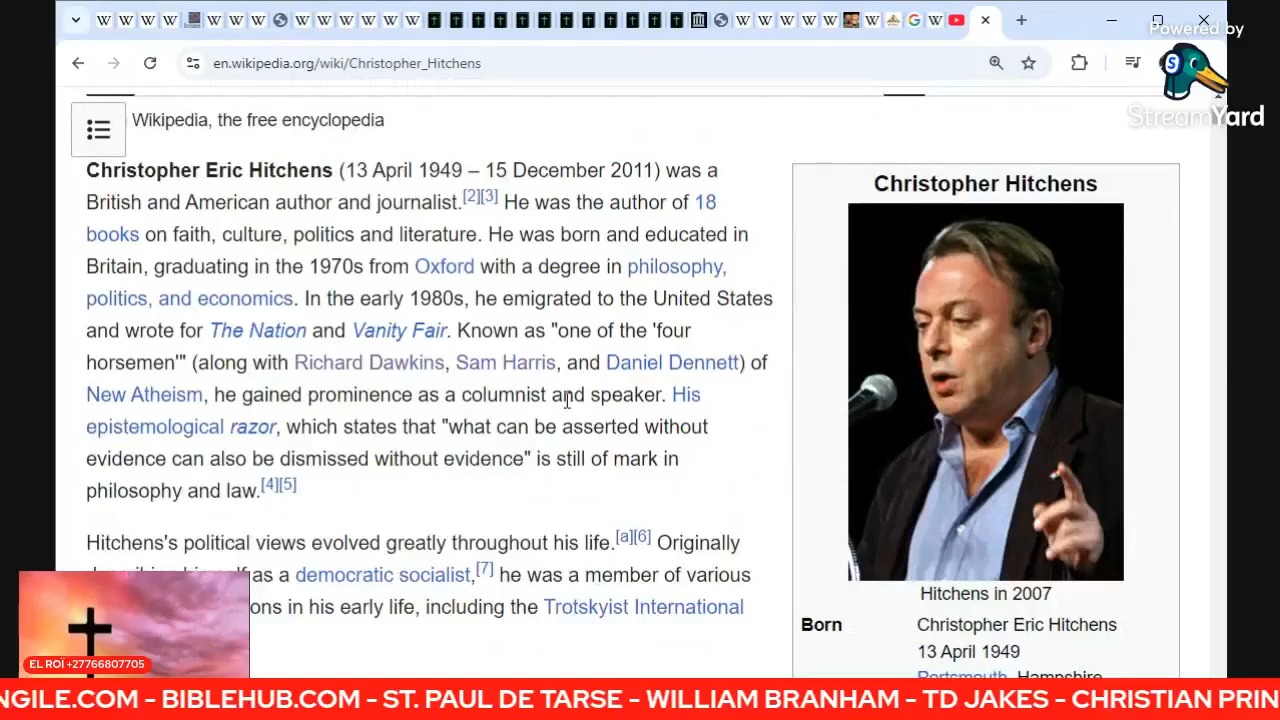 Powered by
StreamYard
en.wikipedia.org/wiki/Christopher_Hitchens
Wikipedia, the free encyclopedia
Christopher Eric Hitchens (13 April 1949 – 15 December 2011) was a
British and American author and journalist.[2][3] He was the author of 18
books on faith, culture, politics and literature. He was born and educated in
Britain, graduating in the 1970s from Oxford with a degree in philosophy,
politics, and economics. In the early 1980s, he emigrated to the United States
and wrote for The Nation and Vanity Fair. Known as "one of the 'four
horsemen'" (along with Richard Dawkins, Sam Harris, and Daniel Dennett) of
New Atheism, he gained prominence as a columnist and speaker. His
epistemological razor, which states that "what can be asserted without
evidence can also be dismissed without evidence" is still of mark in
philosophy and law.[4][5]
Hitchens's political views evolved greatly throughout his life.[a][6] Originally
as a democratic socialist,[7] he was a member of various
ons in his early life, including the Trotskyist International
Christopher Hitchens
Hitchens in 2007
Born Christopher Eric Hitchens
13 April 1949
Portsmouth, Hampshire
EL ROÏ +27766807705
NGILE.COM - BIBLEHUB.COM - ST. PAUL DE TARSE - WILLIAM BRANHAM - TD JAKES - CHRISTIAN PRIN